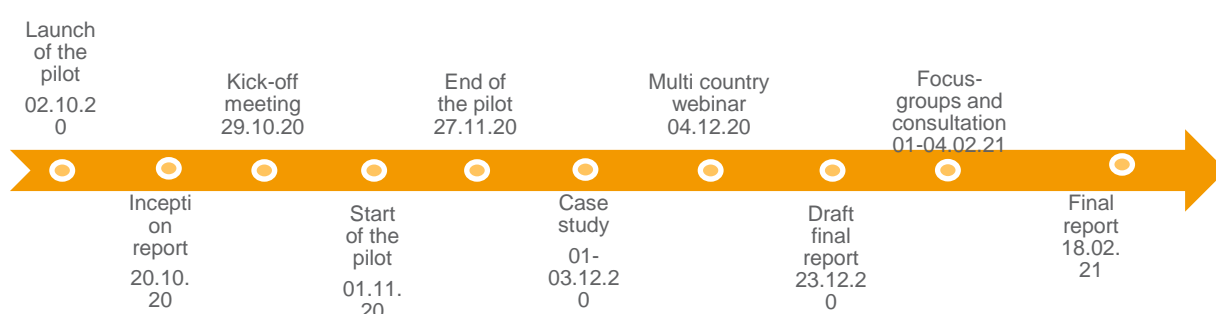 Launch
of the
pilot
02.10.2
0
Incepti
on
report
20.10.
20
Kick-off
meeting
29.10.20
Start
of the
pilot
01.11.
20
End of
the pilot
27.11.20
Case
study
01-
03.12.2
0
Multi country
webinar
04.12.20
Draft
final
report
23.12.2
0
Focus-
groups and
consultation
01-04.02.21
Final
report
18.02.
21